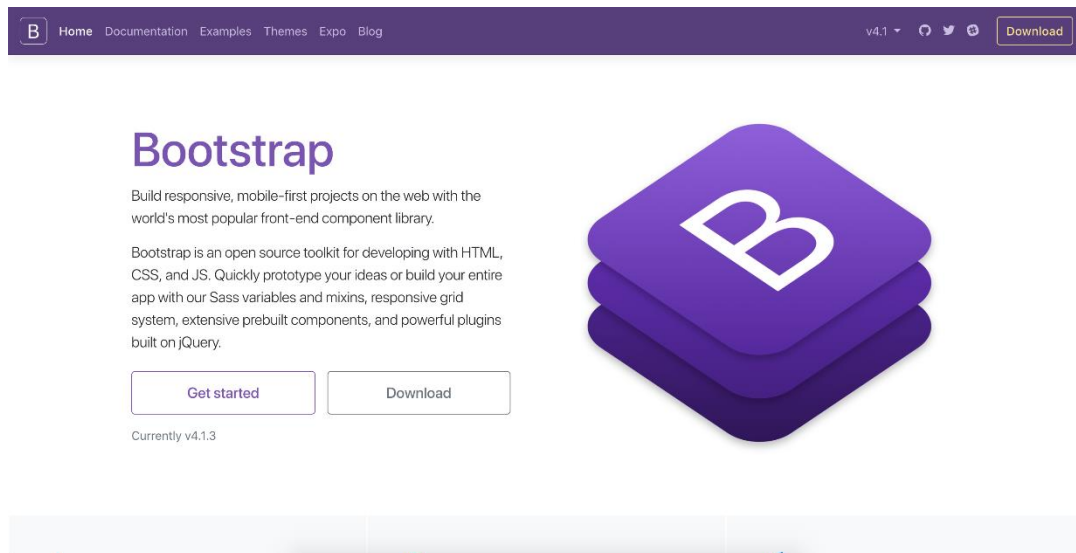 B Home Documentation Examples Themes Expo Blog v4.1 Download
Bootstrap
Build responsive, mobile-first projects on the web with the
world's most popular front-end component library.
Bootstrap is an open source toolkit for developing with HTML,
CSS, and JS. Quickly prototype your ideas or build your entire
app with our Sass variables and mixins, responsive grid
system, extensive prebuilt components, and powerful plugins
built on jQuery.
Get started Download
Currently v4.1.3
B